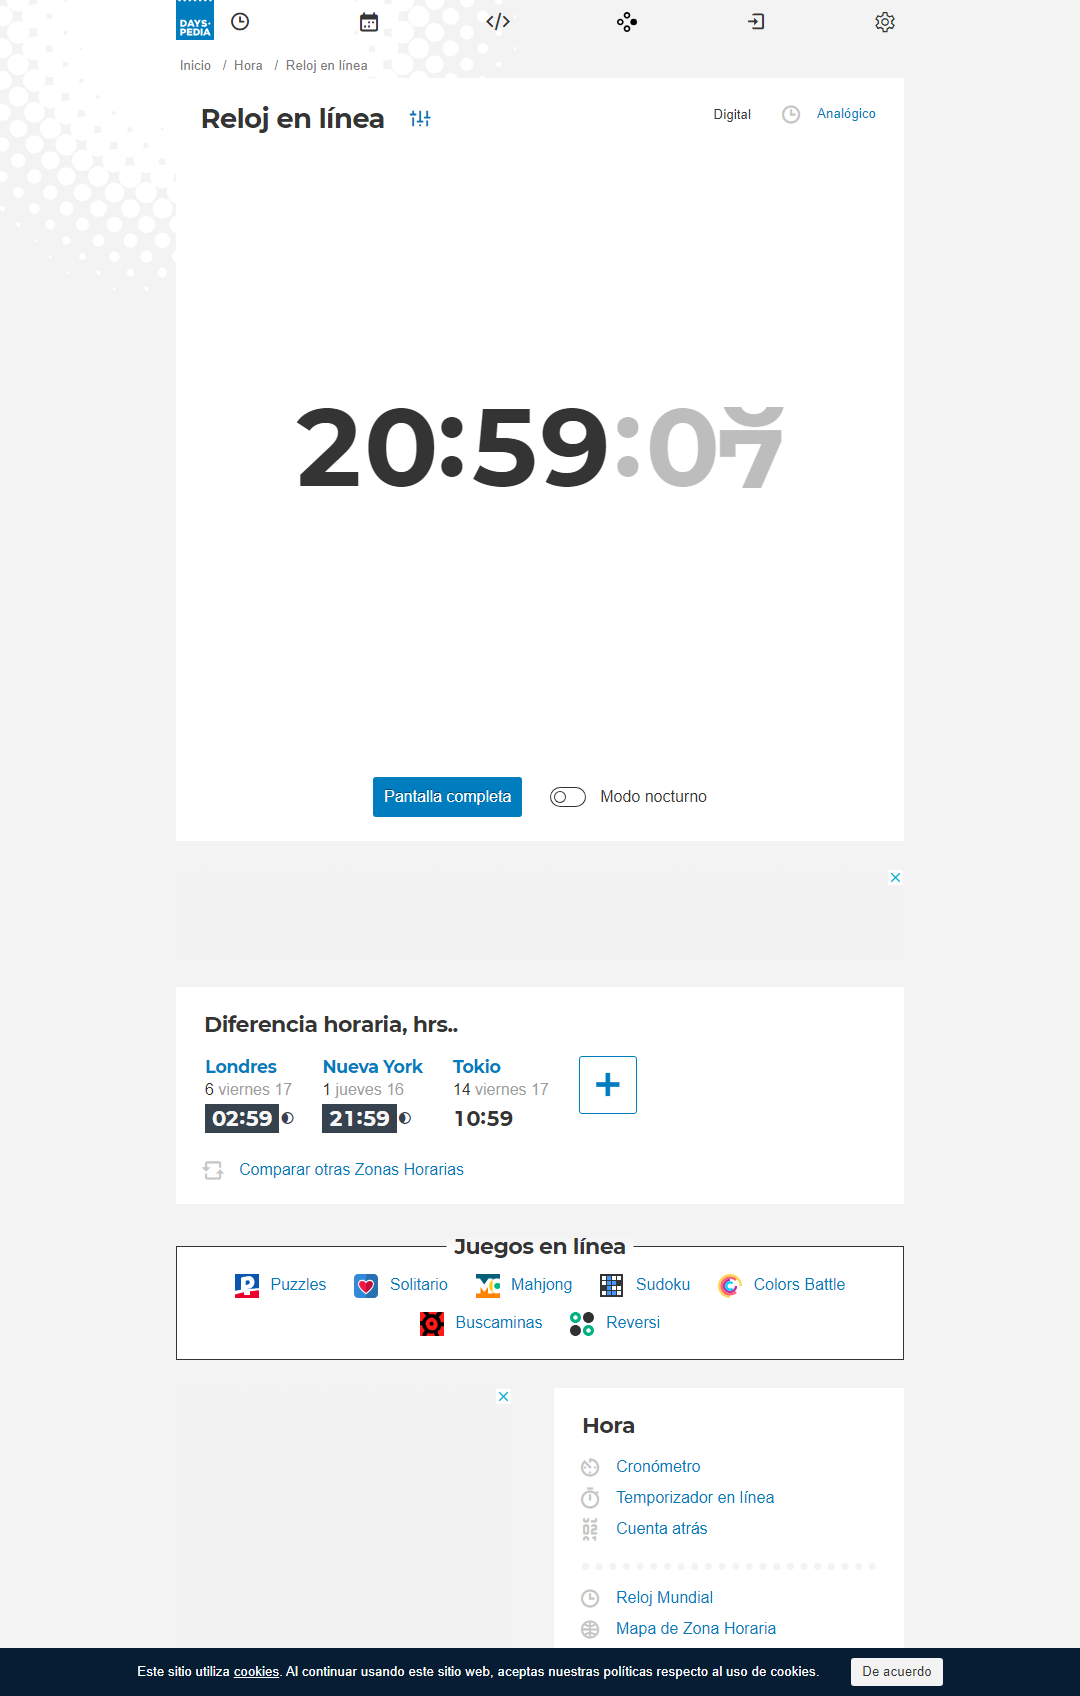 DAYS•
PEDIA
Inicio / Hora / Reloj en línea
Reloj en línea
Digital
Analógico
20:59:07
Pantalla completa
Modo nocturno
Diferencia horaria, hrs..
Londres
6 viernes 17
02:59
Nueva York
1 jueves 16
21:59
Tokio
14 viernes 17
10:59
Comparar otras Zonas Horarias
Juegos en línea
Puzzles
Solitario
Mahjong
Sudoku
Colors Battle
Buscaminas
Reversi
Hora
Cronómetro
Temporizador en línea
Cuenta atrás
Reloj Mundial
Mapa de Zona Horaria
Este sitio utiliza cookies. Al continuar usando este sitio web, aceptas nuestras políticas respecto al uso de cookies.
De acuerdo